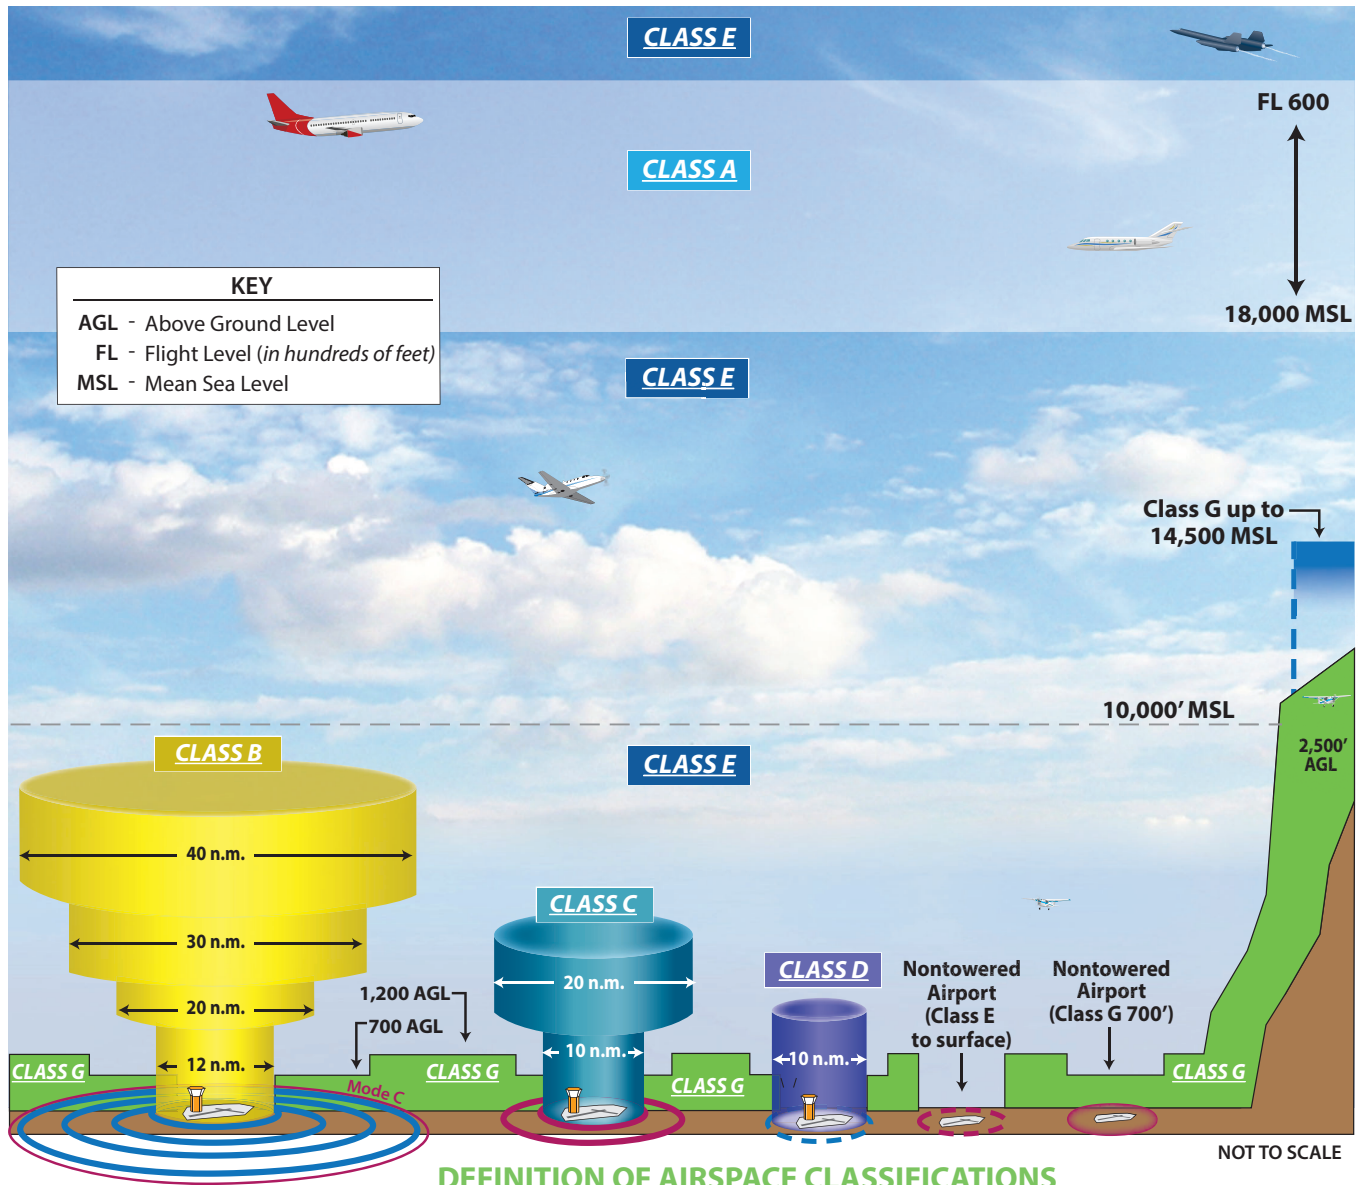 CLASS E
FL 600
CLASS A
18,000 MSL
KEY
AGL - Above Ground Level
FL - Flight Level (in hundreds of feet)
MSL - Mean Sea Level
CLASS E
Class G up to
14,500 MSL
10,000’ MSL
2,500’
AGL
CLASS B
CLASS E
40 n.m.
30 n.m.
20 n.m.
12 n.m.
CLASS C
20 n.m.
10 n.m.
CLASS D
10 n.m.
Nontowered
Airport
(Class E
to surface)
Nontowered
Airport
(Class G 700’)
1,200 AGL
700 AGL
CLASS G
CLASS G
CLASS G
CLASS G
Mode C
NOT TO SCALE
DEFINITION OF AIRSPACE CLASSIFICATIONS